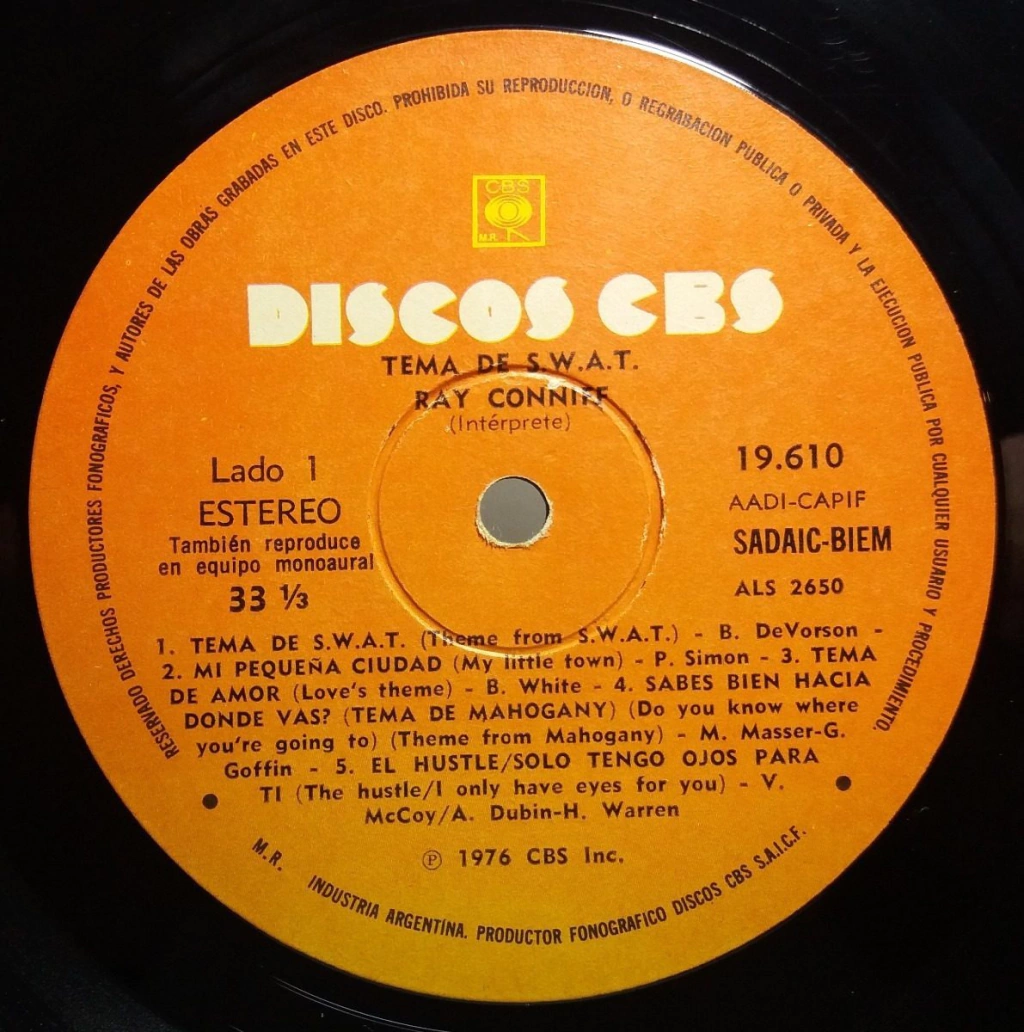 RESERVADO DERECHOS PRODUCTORES FONOGRAFICOS, Y AUTORES DE LAS OBRAS GRABADAS EN ESTE DISCO. PROHIBIDA SU REPRODUCCION, O REGRABACION PUBLICA O PRIVADA Y LA EJECUCION PUBLICA POR CUALQUIER USUARIO Y PROCEDIMIENTO.
CBS
M.R.
DISCOS CBS
TEMA DE S.W.A.T.
RAY CONNIFF
(Intérprete)
Lado 1
ESTEREO
También reproduce
en equipo monoaural
33 ⅓
19.610
AADI-CAPIF
SADAIC-BIEM
ALS 2650
1. TEMA DE S.W.A.T. (Theme from S.W.A.T.) - B. DeVorson -
2. MI PEQUEÑA CIUDAD (My little town) - P. Simon - 3. TEMA
DE AMOR (Love's theme) - B. White - 4. SABES BIEN HACIA
DONDE VAS? (TEMA DE MAHOGANY) (Do you know where
you're going to) (Theme from Mahogany) - M. Masser-G.
Goffin - 5. EL HUSTLE/SOLO TENGO OJOS PARA
TI (The hustle/I only have eyes for you) - V.
McCoy/A. Dubin-H. Warren
℗ 1976 CBS Inc.
M.R. INDUSTRIA ARGENTINA. PRODUCTOR FONOGRAFICO DISCOS CBS S.A.I.C.F.